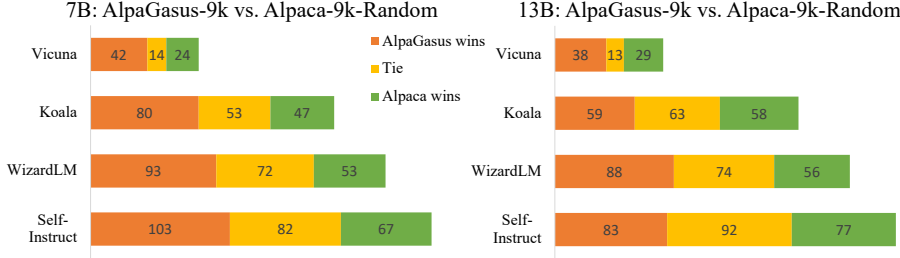 7B: AlpaGasus-9k vs. Alpaca-9k-Random
Vicuna
42 14 24
Koala
80 53 47
WizardLM
93 72 53
Self-
Instruct
103 82 67
AlpaGasus wins
Tie
Alpaca wins
13B: AlpaGasus-9k vs. Alpaca-9k-Random
Vicuna
38 13 29
Koala
59 63 58
WizardLM
88 74 56
Self-
Instruct
83 92 77